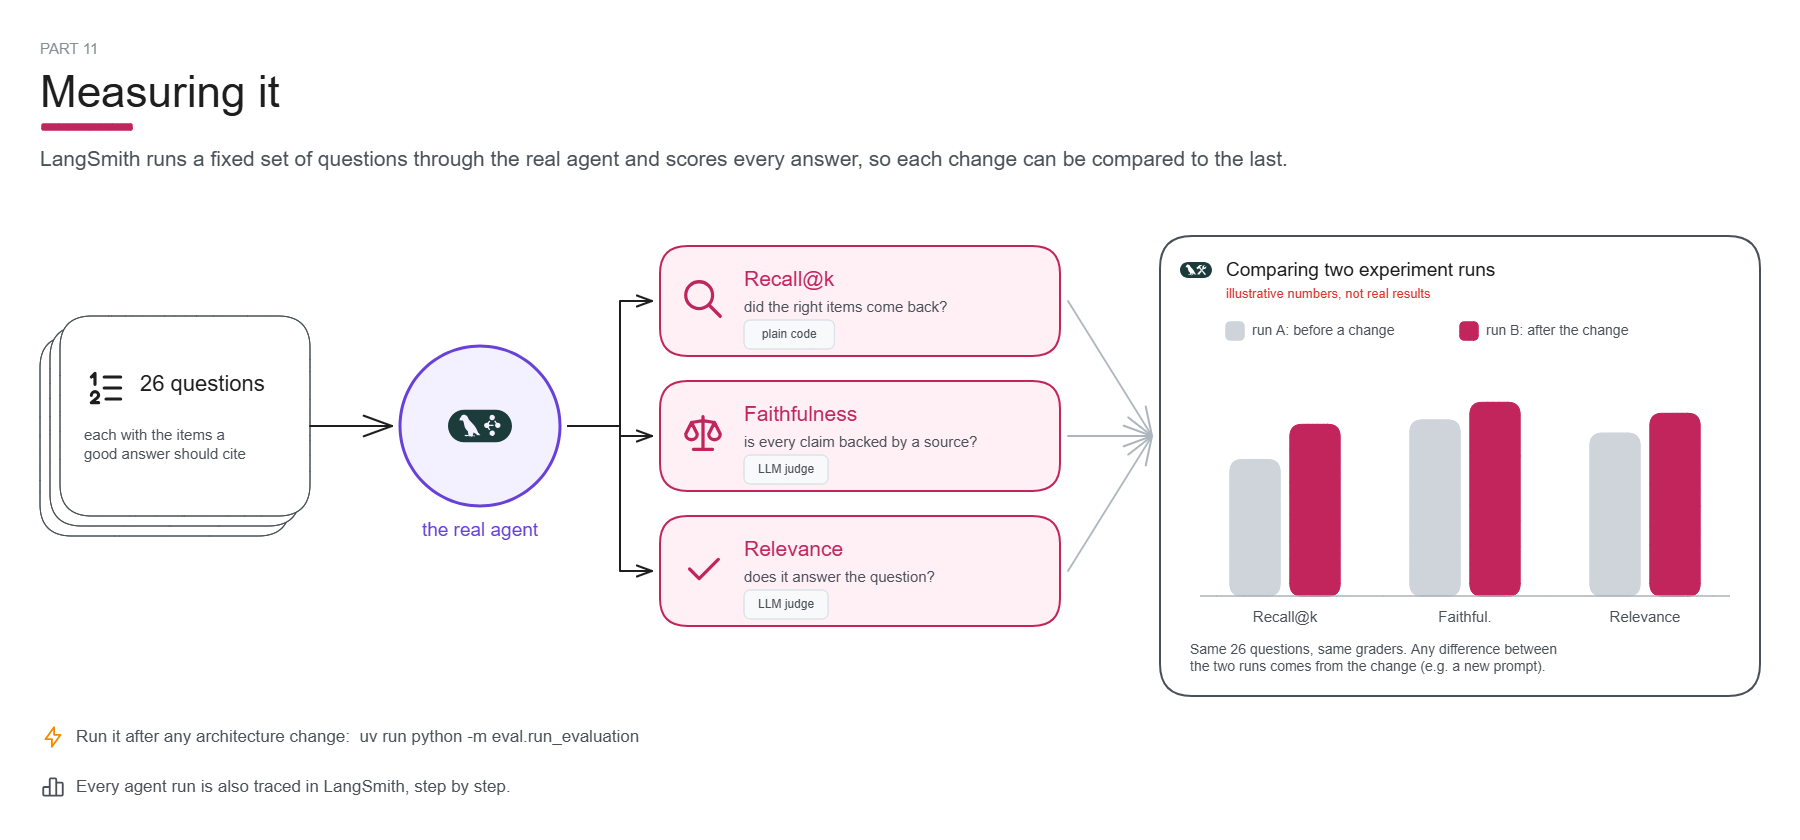 PART 11
Measuring it
LangSmith runs a fixed set of questions through the real agent and scores every answer, so each change can be compared to the last.
1
2
26 questions
each with the items a
good answer should cite
the real agent
Recall@k
did the right items come back?
plain code
Faithfulness
is every claim backed by a source?
LLM judge
Relevance
does it answer the question?
LLM judge
Comparing two experiment runs
illustrative numbers, not real results
run A: before a change
run B: after the change
Recall@k
Faithful.
Relevance
Same 26 questions, same graders. Any difference between
the two runs comes from the change (e.g. a new prompt).
Run it after any architecture change:  uv run python -m eval.run_evaluation
Every agent run is also traced in LangSmith, step by step.